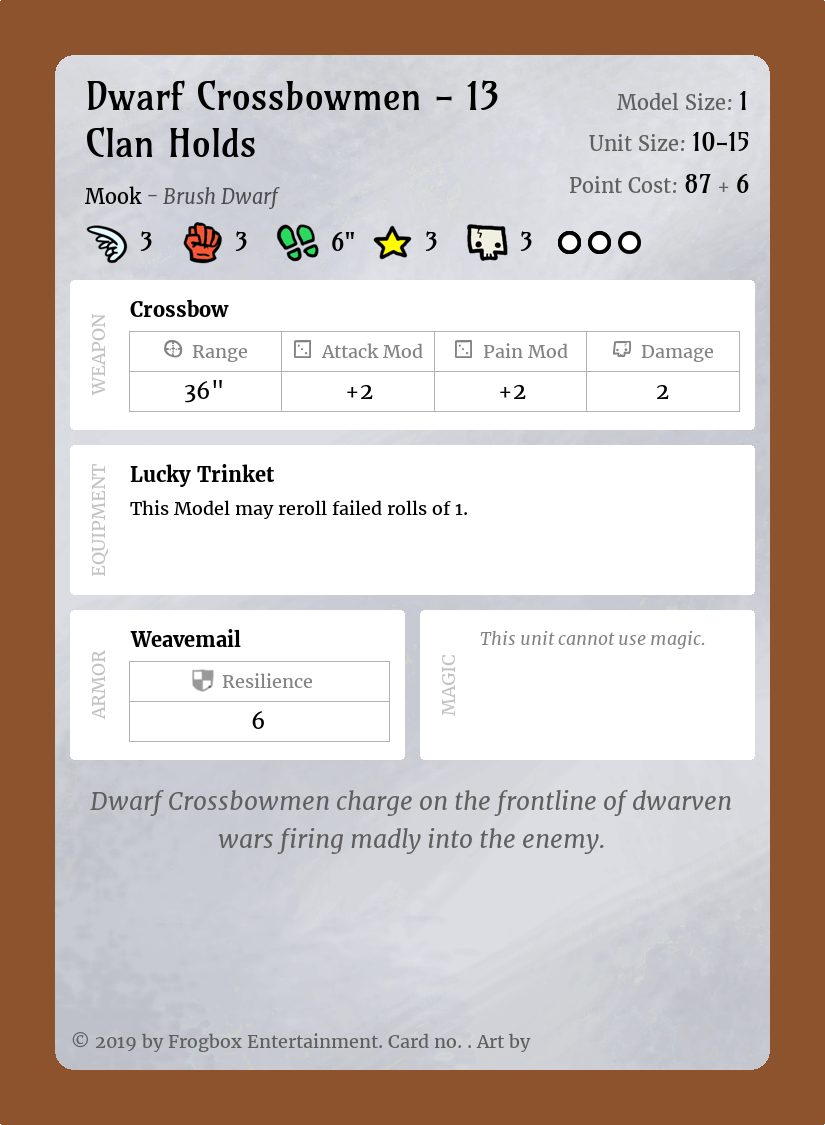 Dwarf Crossbowmen – 13
Clan Holds
Mook – Brush Dwarf
Model Size: 1
Unit Size: 10–15
Point Cost: 87 + 6
3 3 6" 3 3
WEAPON
Crossbow
Range Attack Mod Pain Mod Damage
36" +2 +2 2
EQUIPMENT
Lucky Trinket
This Model may reroll failed rolls of 1.
ARMOR
Weavemail
Resilience
6
MAGIC
This unit cannot use magic.
Dwarf Crossbowmen charge on the frontline of dwarven
wars firing madly into the enemy.
© 2019 by Frogbox Entertainment. Card no. . Art by